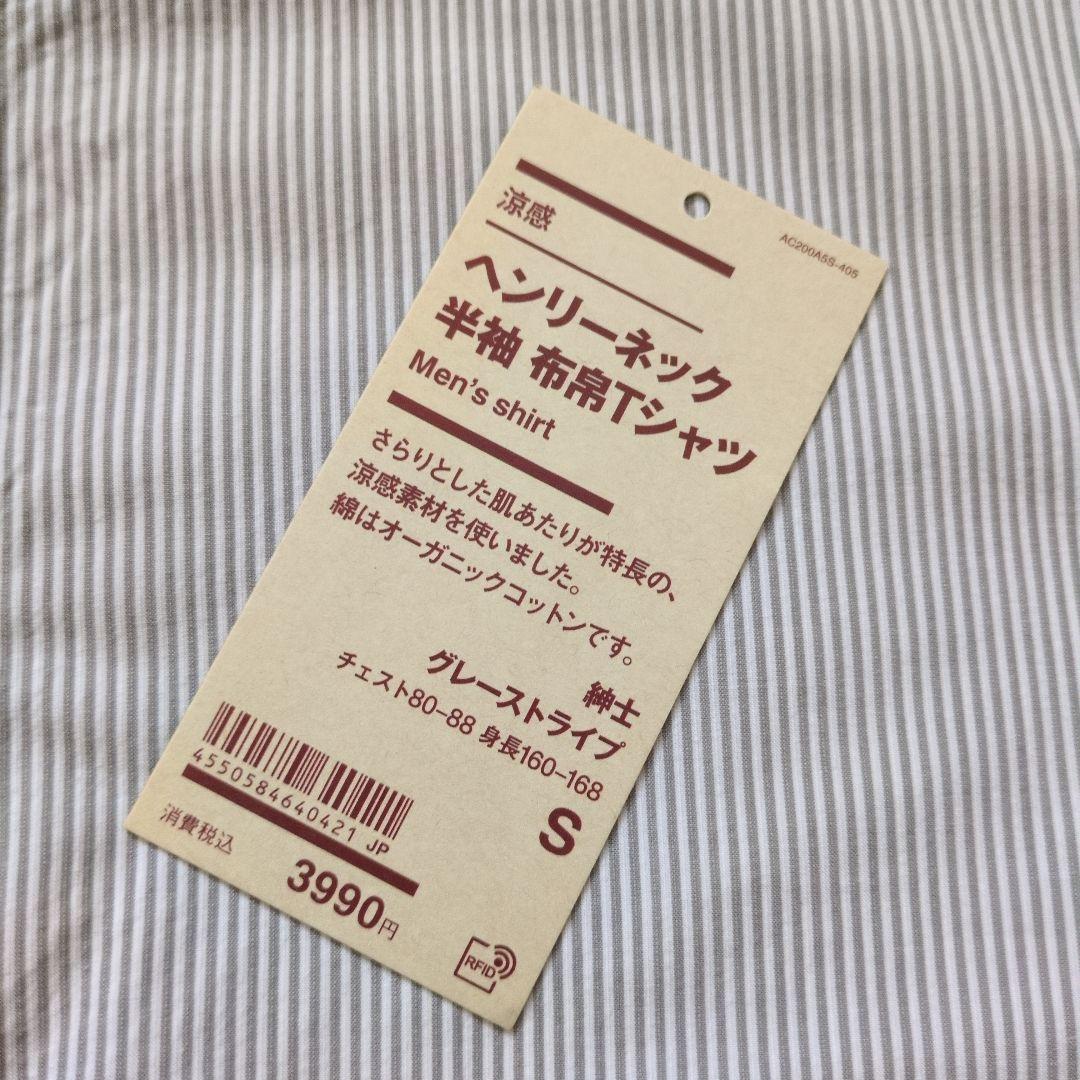 AC200A5S-405
涼感
ヘンリーネック
半袖 布帛Tシャツ
Men's shirt
さらりとした肌あたりが特長の、
涼感素材を使いました。
綿はオーガニックコットンです。
紳士
グレーストライプ
チェスト80-88 身長160-168
S
4550584640421 JP
消費税込
3990円
RFID